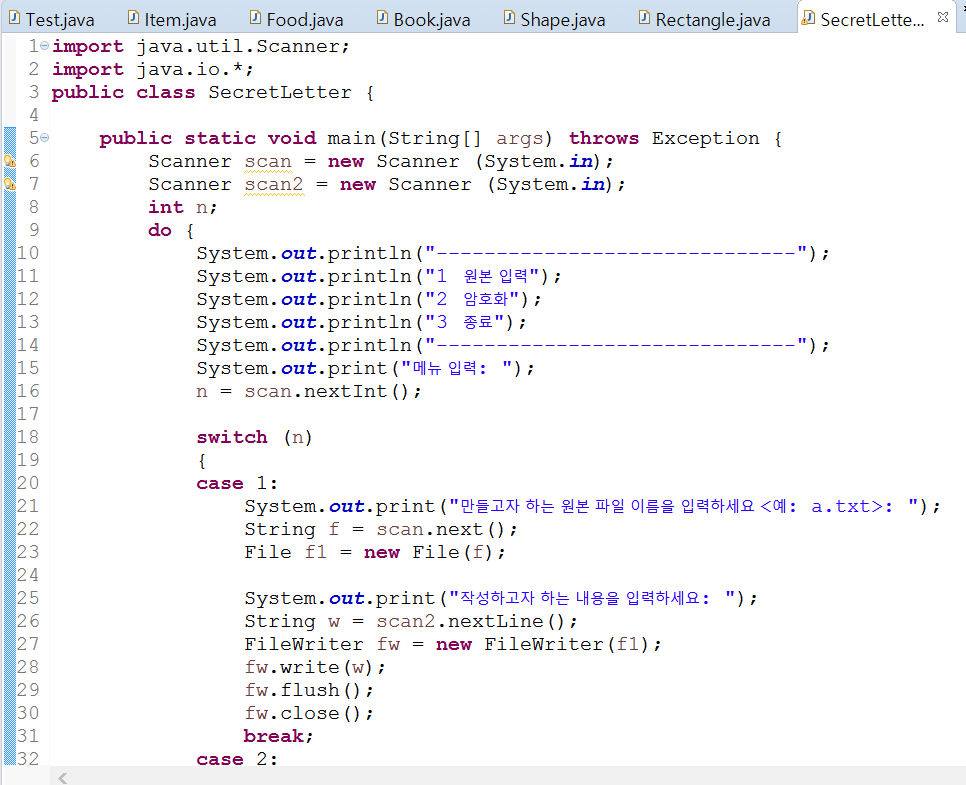 Test.java Item.java Food.java Book.java Shape.java Rectangle.java SecretLette...
1 import java.util.Scanner;
2 import java.io.*;
3 public class SecretLetter {
4
5 public static void main(String[] args) throws Exception {
6 Scanner scan = new Scanner (System.in);
7 Scanner scan2 = new Scanner (System.in);
8 int n;
9 do {
10 System.out.println("------------------------------");
11 System.out.println("1 원본 입력");
12 System.out.println("2 암호화");
13 System.out.println("3 종료");
14 System.out.println("------------------------------");
15 System.out.print("메뉴 입력: ");
16 n = scan.nextInt();
17
18 switch (n)
19 {
20 case 1:
21 System.out.print("만들고자 하는 원본 파일 이름을 입력하세요 <예: a.txt>: ");
22 String f = scan.next();
23 File f1 = new File(f);
24
25 System.out.print("작성하고자 하는 내용을 입력하세요: ");
26 String w = scan2.nextLine();
27 FileWriter fw = new FileWriter(f1);
28 fw.write(w);
29 fw.flush();
30 fw.close();
31 break;
32 case 2: